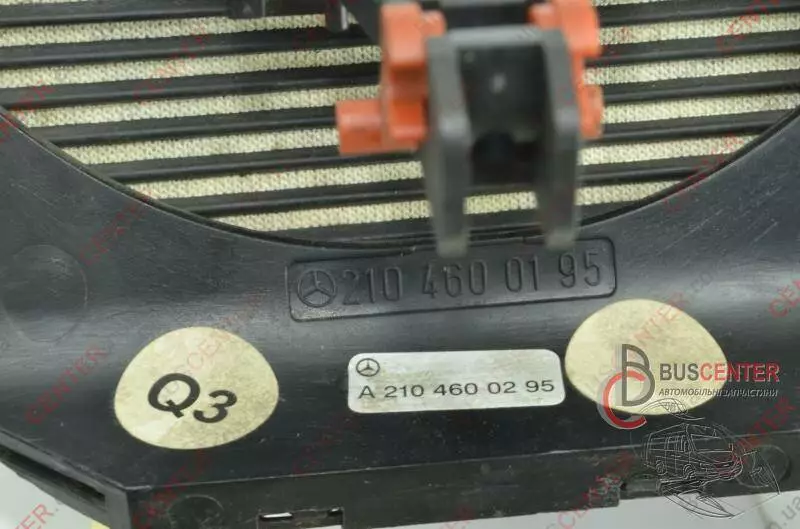 210 460 01 95
Q3
A 210 460 02 95
BUSCENTER
АВТОМОБІЛЬНІ ЗАПЧАСТИНИ